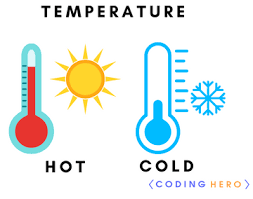 TEMPERATURE
HOT
COLD
〈CODING HERO〉